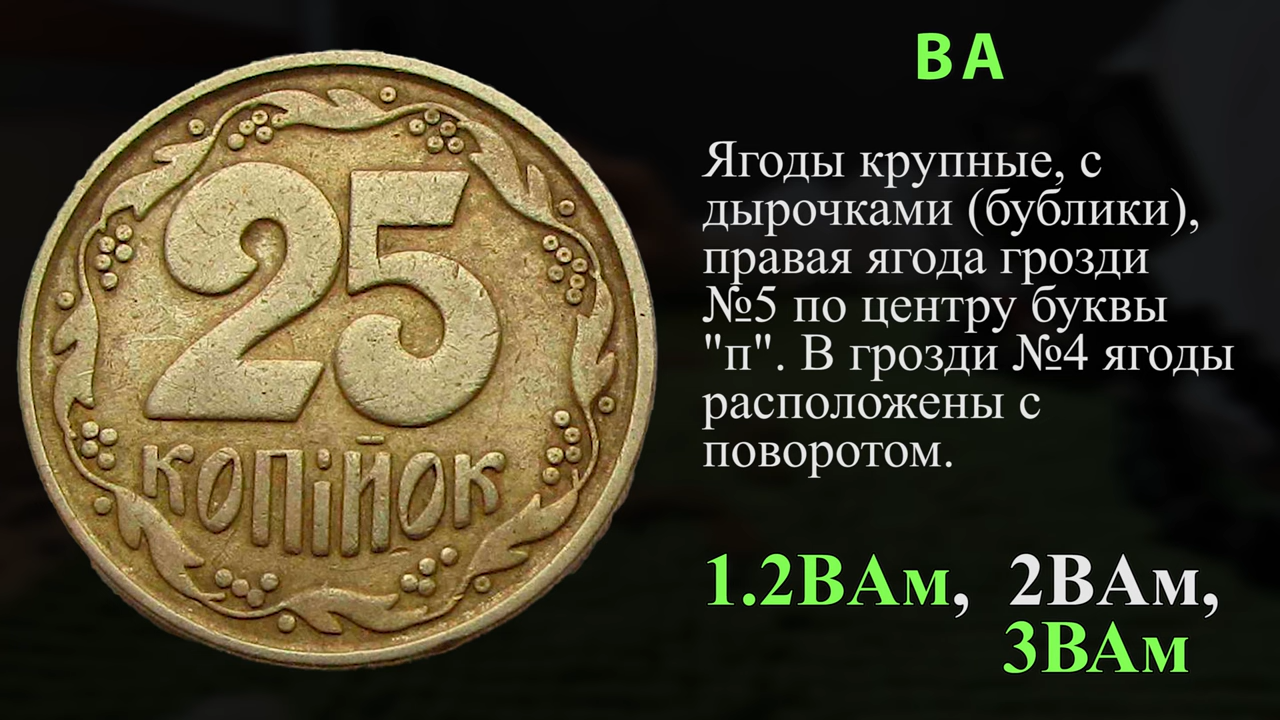 25
копійок
ВА
Ягоды крупные, с
дырочками (бублики),
правая ягода грозди
№5 по центру буквы
"п". В грозди №4 ягоды
расположены с
поворотом.
1.2ВАм, 2ВАм,
3ВАм